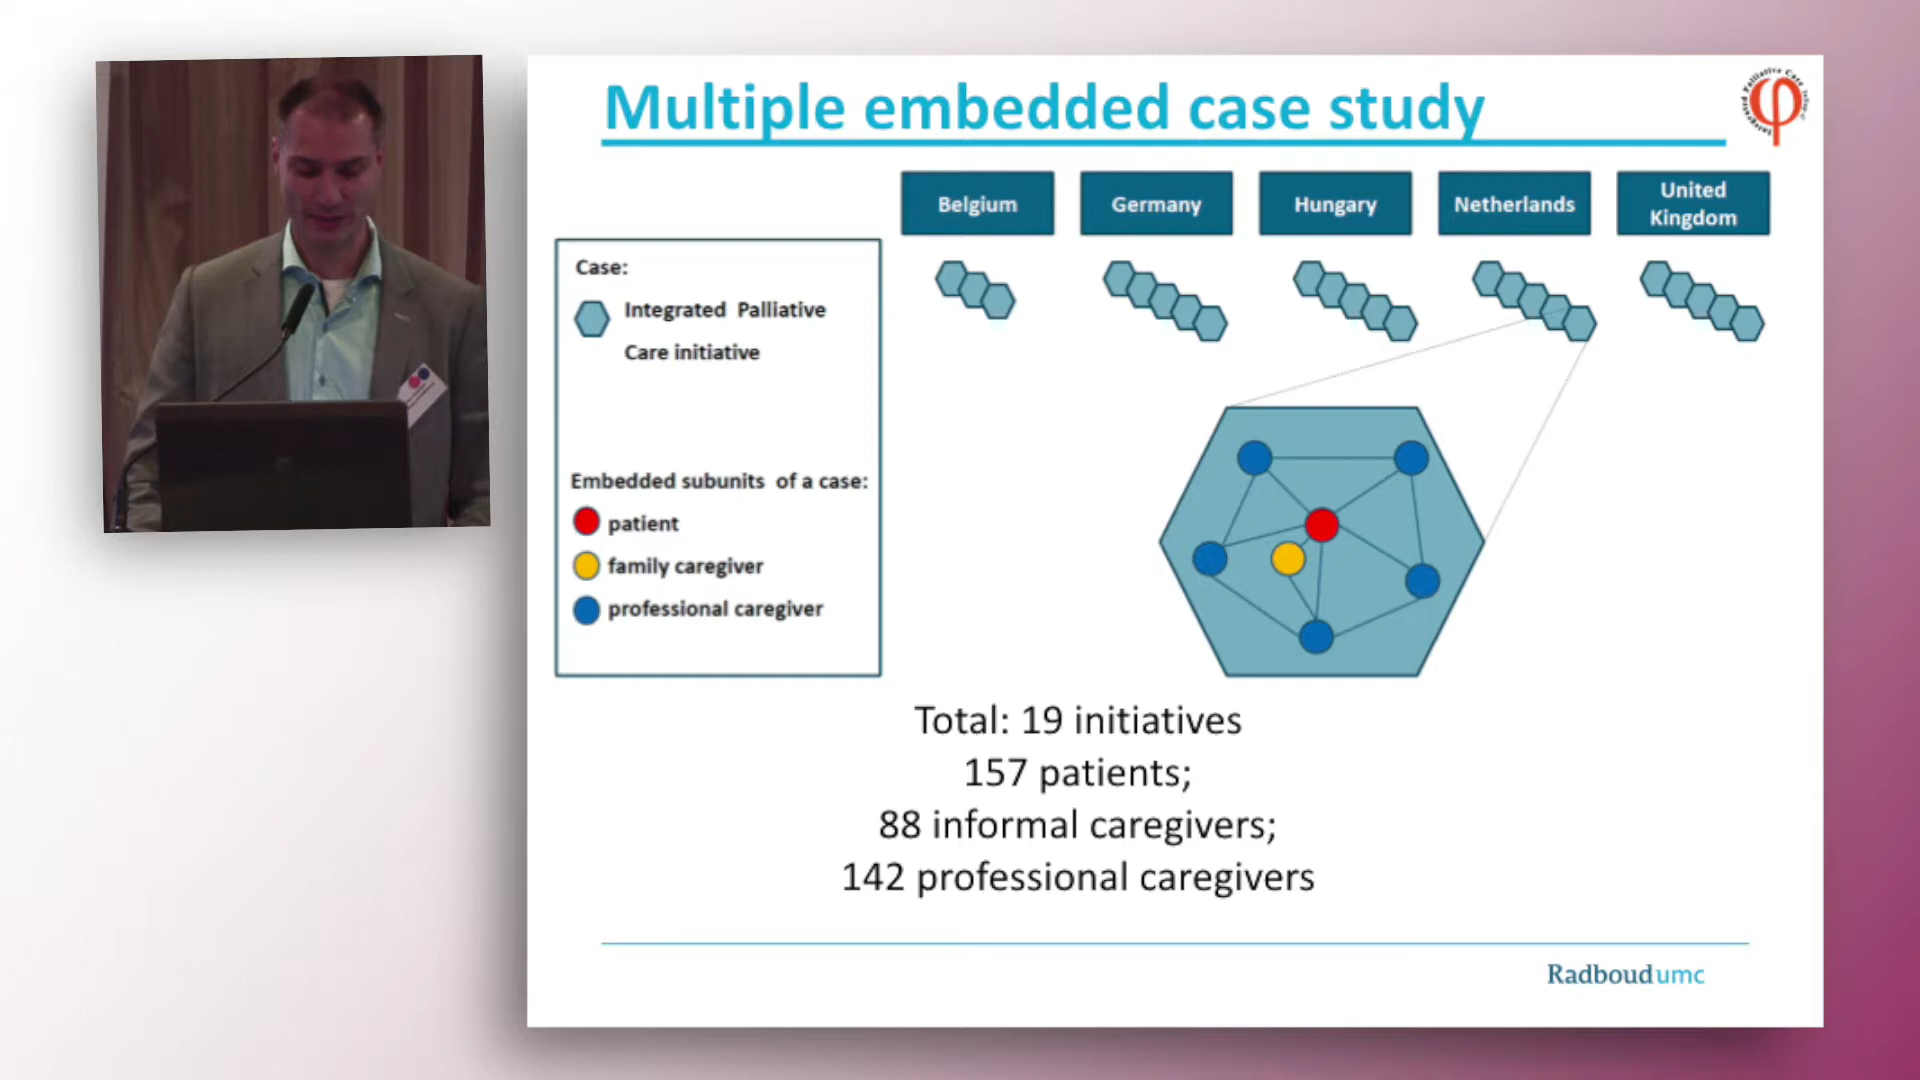 Multiple embedded case study
Belgium
Germany
Hungary
Netherlands
United
Kingdom
Case:
Integrated Palliative
Care initiative
Embedded subunits of a case:
patient
family caregiver
professional caregiver
Total: 19 initiatives
157 patients;
88 informal caregivers;
142 professional caregivers
Radboudumc